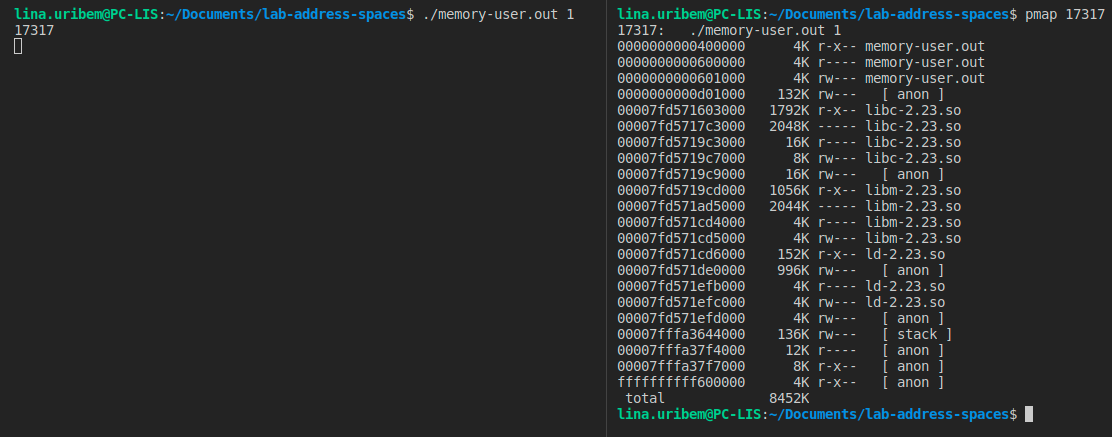 lina.uribem@PC-LIS:~/Documents/lab-address-spaces$ ./memory-user.out 1
17317
lina.uribem@PC-LIS:~/Documents/lab-address-spaces$ pmap 17317
17317:   ./memory-user.out 1
0000000000400000      4K r-x-- memory-user.out
0000000000600000      4K r---- memory-user.out
0000000000601000      4K rw--- memory-user.out
0000000000d01000    132K rw---   [ anon ]
00007fd571603000   1792K r-x-- libc-2.23.so
00007fd5717c3000   2048K ----- libc-2.23.so
00007fd5719c3000     16K r---- libc-2.23.so
00007fd5719c7000      8K rw--- libc-2.23.so
00007fd5719c9000     16K rw---   [ anon ]
00007fd5719cd000   1056K r-x-- libm-2.23.so
00007fd571ad5000   2044K ----- libm-2.23.so
00007fd571cd4000      4K r---- libm-2.23.so
00007fd571cd5000      4K rw--- libm-2.23.so
00007fd571cd6000    152K r-x-- ld-2.23.so
00007fd571de0000    996K rw---   [ anon ]
00007fd571efb000      4K r---- ld-2.23.so
00007fd571efc000      4K rw--- ld-2.23.so
00007fd571efd000      4K rw---   [ anon ]
00007fffa3644000    136K rw---   [ stack ]
00007fffa37f4000     12K r----   [ anon ]
00007fffa37f7000      8K r-x--   [ anon ]
ffffffffff600000      4K r-x--   [ anon ]
 total             8452K
lina.uribem@PC-LIS:~/Documents/lab-address-spaces$